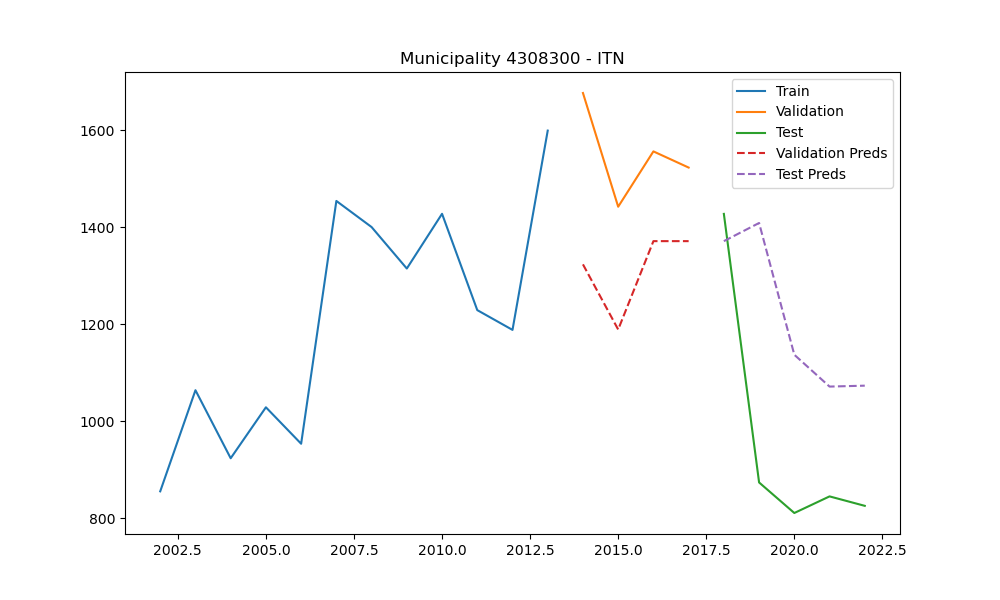 Municipality 4308300 - ITN
Train
Validation
Test
Validation Preds
Test Preds
1600
1400
1200
1000
800
2002.5 2005.0 2007.5 2010.0 2012.5 2015.0 2017.5 2020.0 2022.5